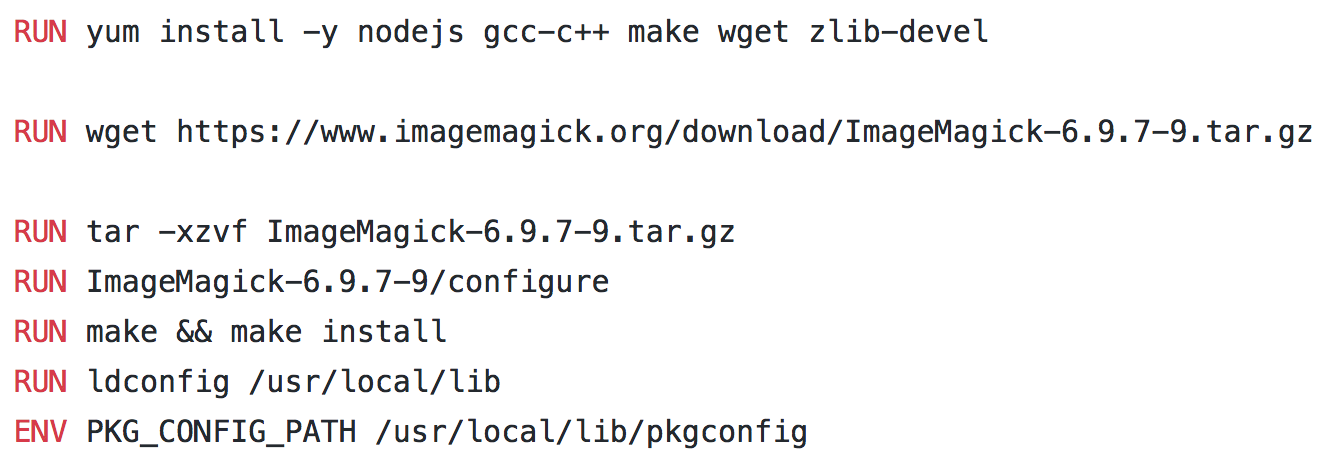 RUN yum install -y nodejs gcc-c++ make wget zlib-devel
RUN wget https://www.imagemagick.org/download/ImageMagick-6.9.7-9.tar.gz
RUN tar -xzvf ImageMagick-6.9.7-9.tar.gz
RUN ImageMagick-6.9.7-9/configure
RUN make && make install
RUN ldconfig /usr/local/lib
ENV PKG_CONFIG_PATH /usr/local/lib/pkgconfig